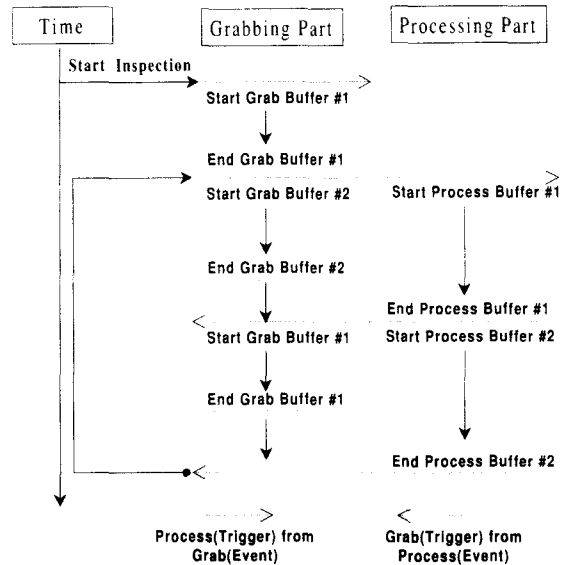 Time
Grabbing Part
Processing Part
Start Inspection
Start Grab Buffer #1
End Grab Buffer #1
Start Grab Buffer #2
Start Process Buffer #1
End Grab Buffer #2
End Process Buffer #1
Start Grab Buffer #1
Start Process Buffer #2
End Grab Buffer #1
End Process Buffer #2
Process(Trigger) from
Grab(Event)
Grab(Trigger) from
Process(Event)